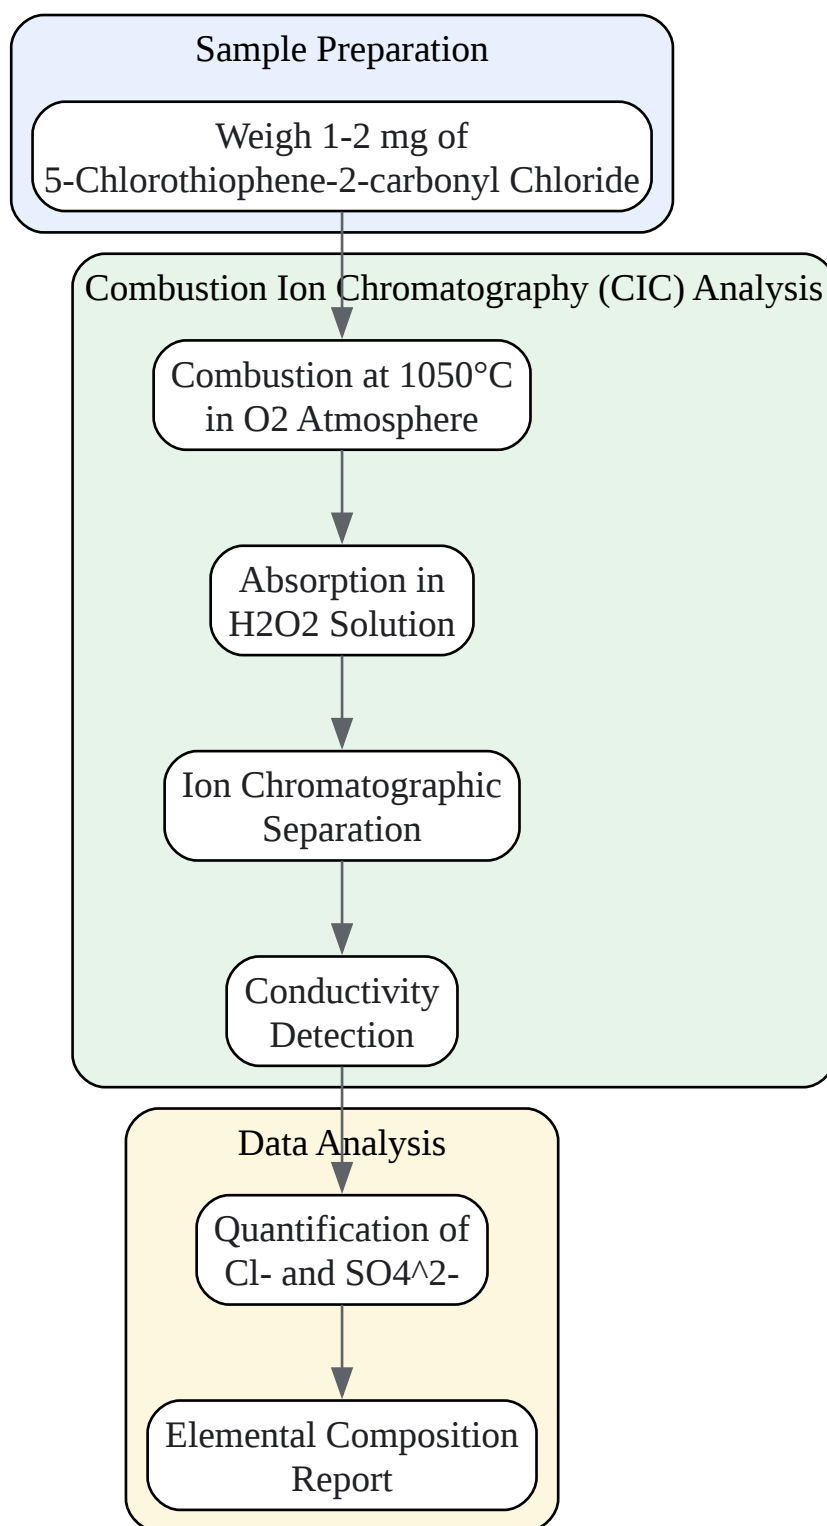 Sample Preparation
Weigh 1-2 mg of
5-Chlorothiophene-2-carbonyl Chloride
Combustion Ion Chromatography (CIC) Analysis
Combustion at 1050°C
in O2 Atmosphere
Absorption in
H2O2 Solution
Ion Chromatographic
Separation
Conductivity
Detection
Data Analysis
Quantification of
Cl- and SO4^2-
Elemental Composition
Report